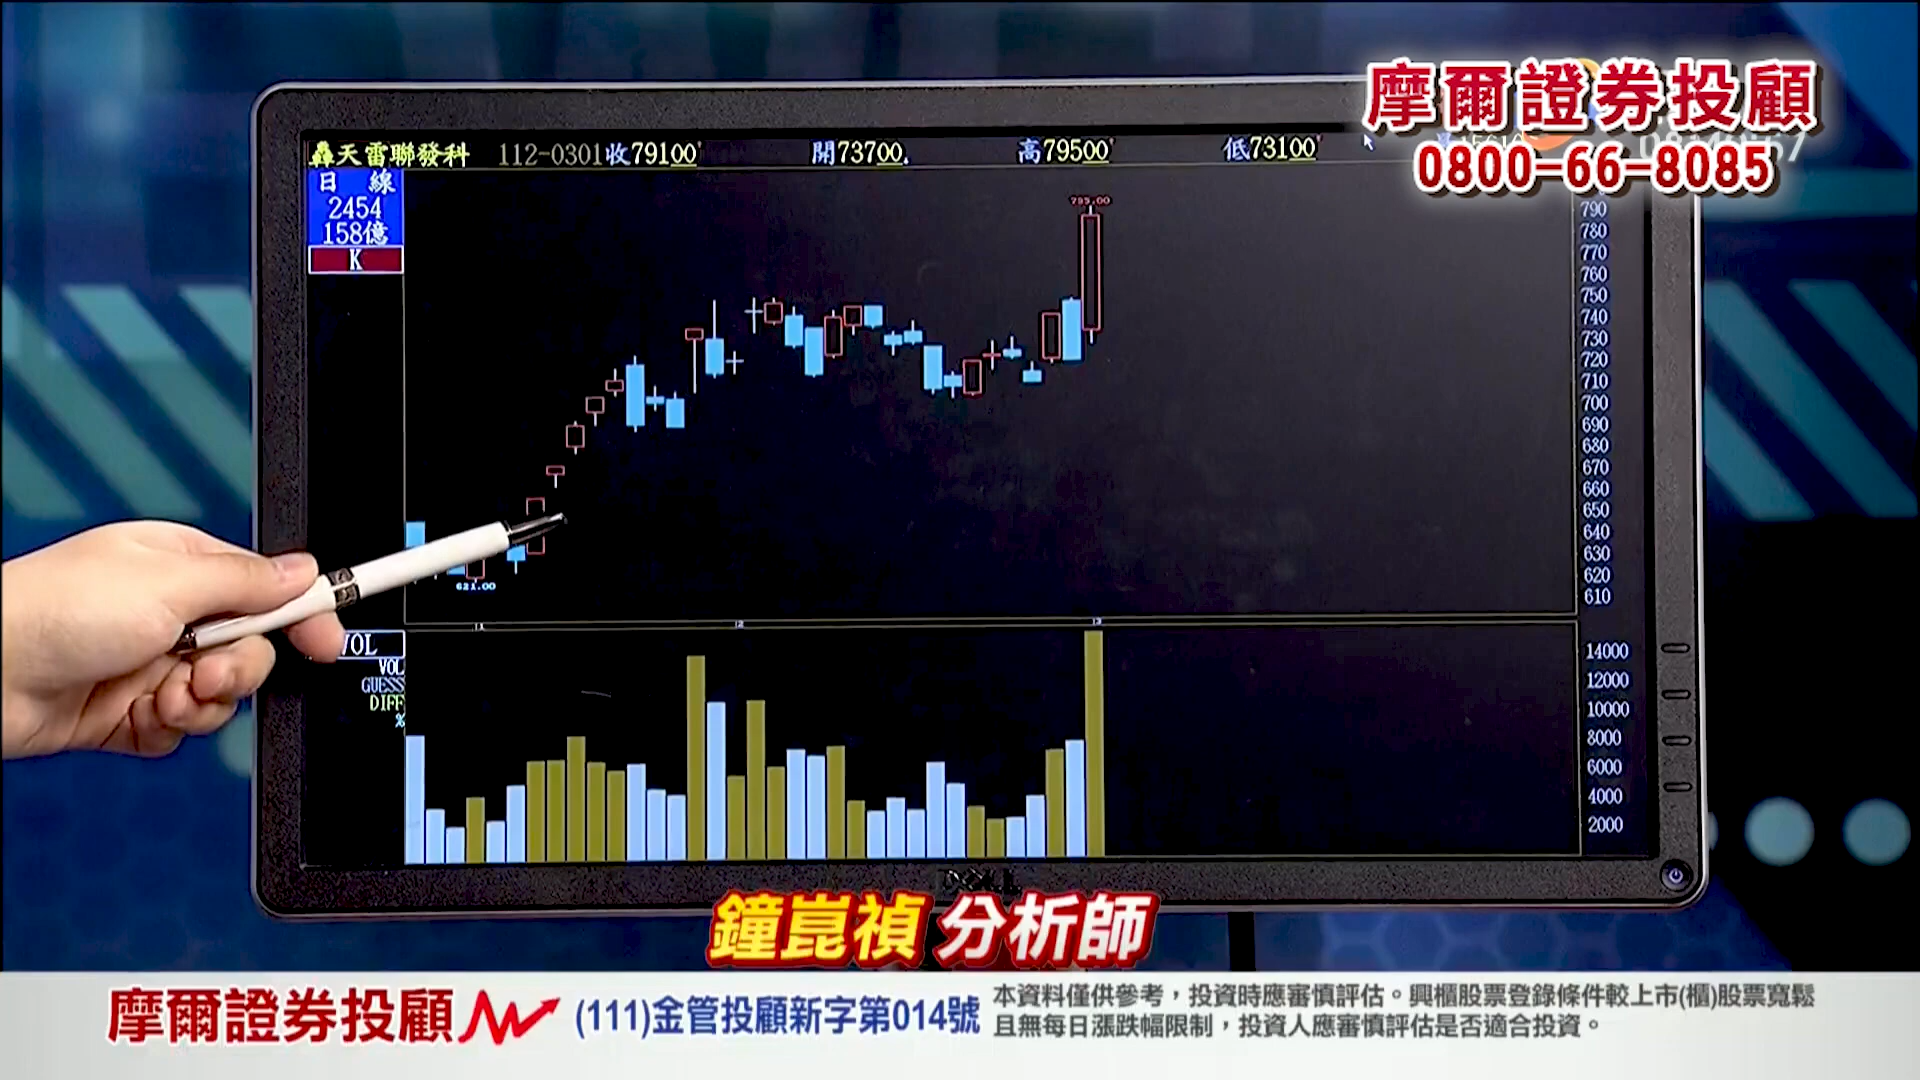 摩爾證券投顧
0800-66-8085
天雷聯發科 112-0301收79100 開73700 高79500 低73100
日 線
2454
158億
K
795.00
790
780
770
760
750
740
730
720
710
700
690
680
670
660
650
640
630
620
610
621.00
1 2 3
VOL
VOL
GUESS
DIFF
%
14000
12000
10000
8000
6000
4000
2000
鐘崑禎 分析師
摩爾證券投顧 (111)金管投顧新字第014號
本資料僅供參考，投資時應審慎評估。興櫃股票登錄條件較上市(櫃)股票寬鬆
且無每日漲跌幅限制，投資人應審慎評估是否適合投資。